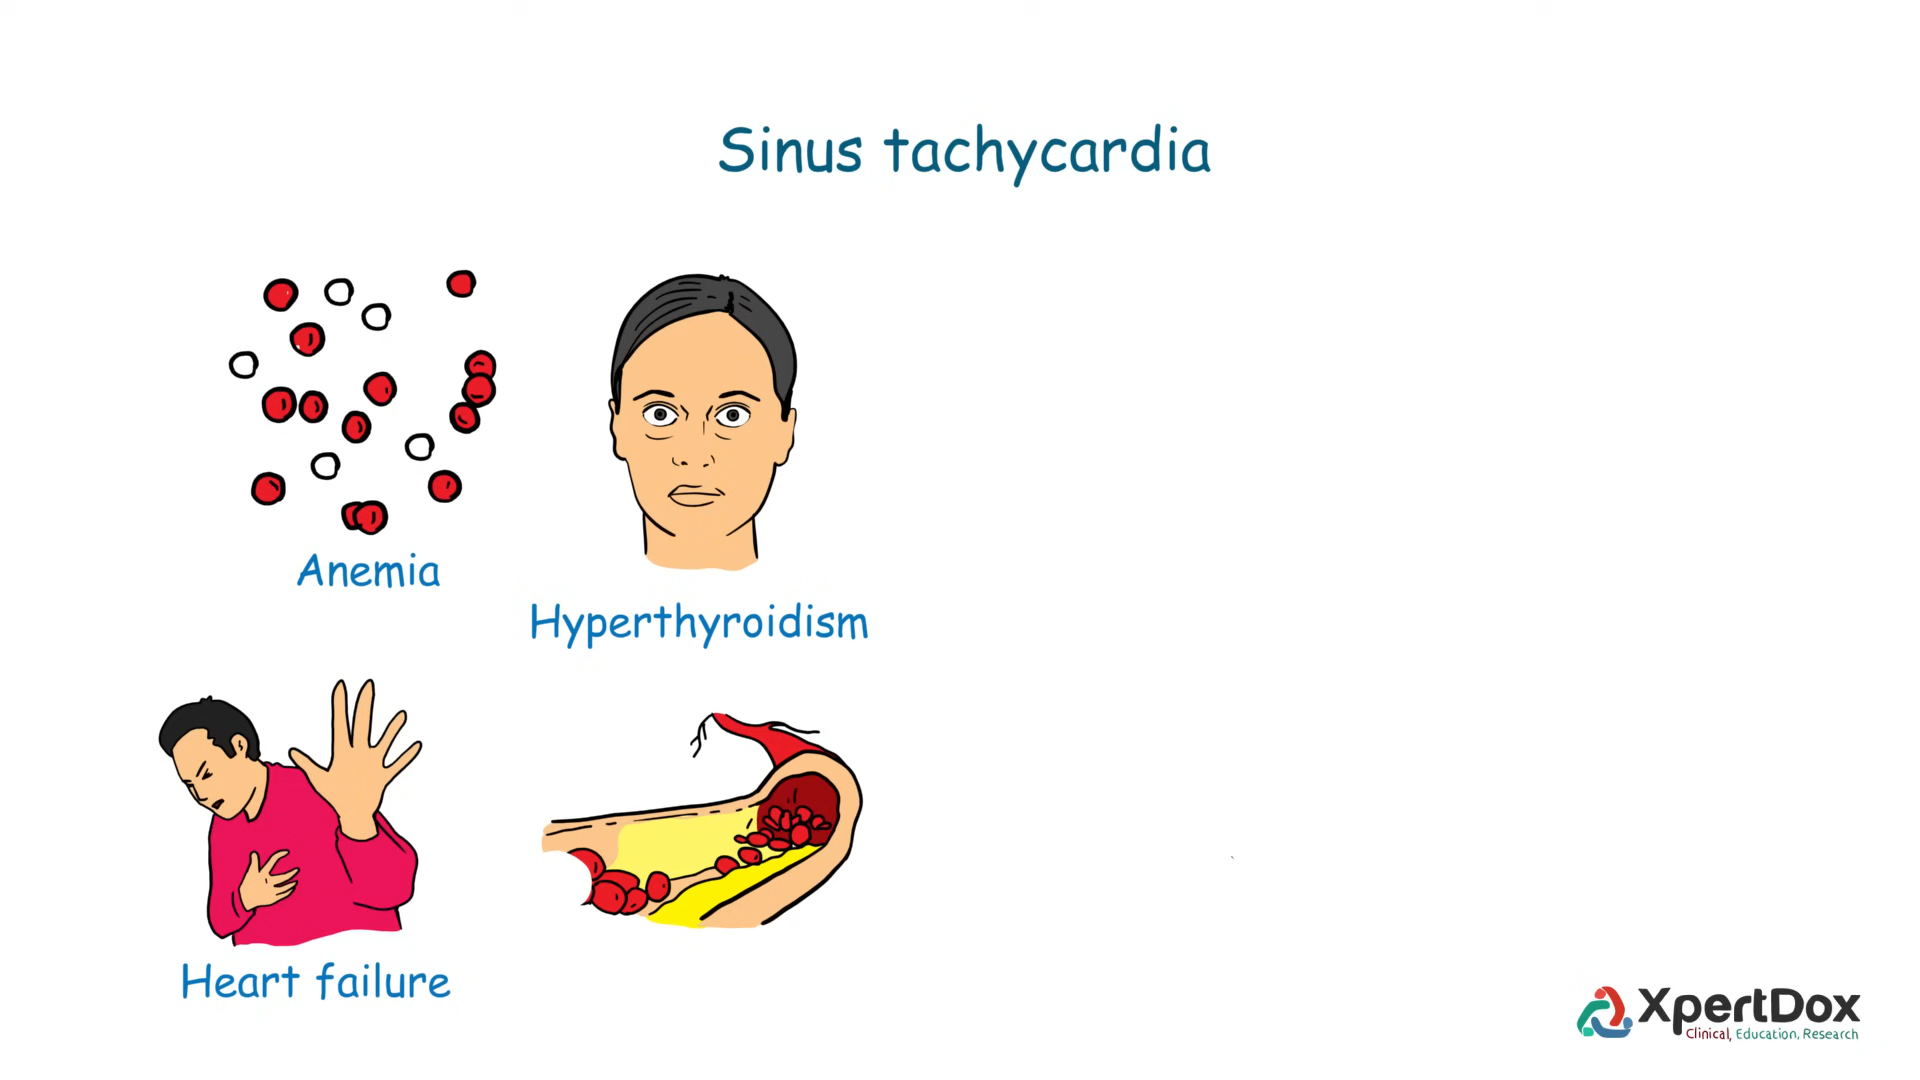 Sinus tachycardia
Anemia
Hyperthyroidism
Heart failure
XpertDox
Clinical, Education, Research